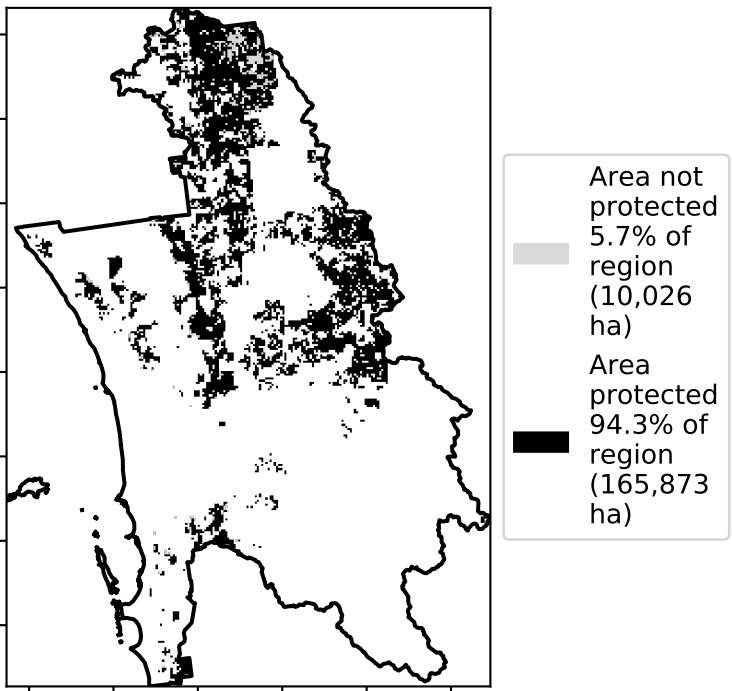 Area not
protected
5.7% of
region
(10,026
ha)
Area
protected
94.3% of
region
(165,873
ha)